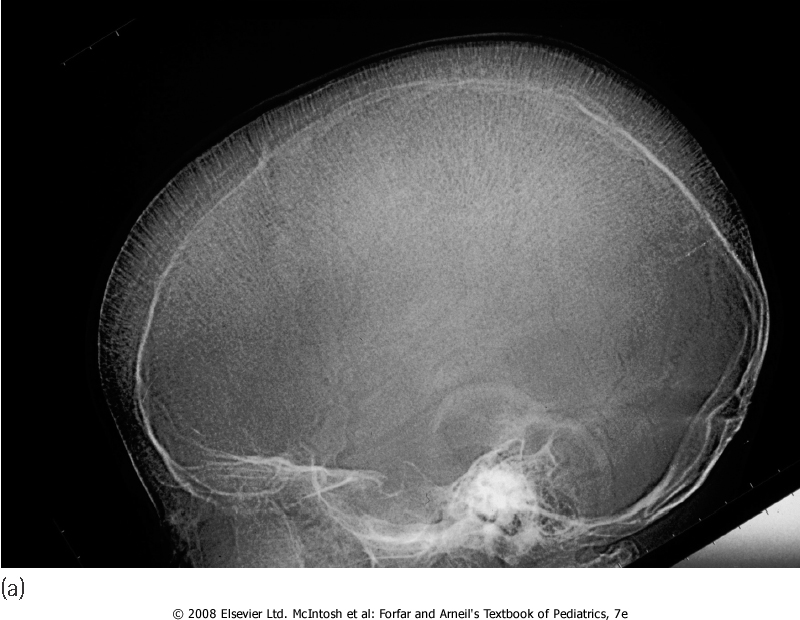 (a)
© 2008 Elsevier Ltd. McIntosh et al: Forfar and Arneil's Textbook of Pediatrics, 7e